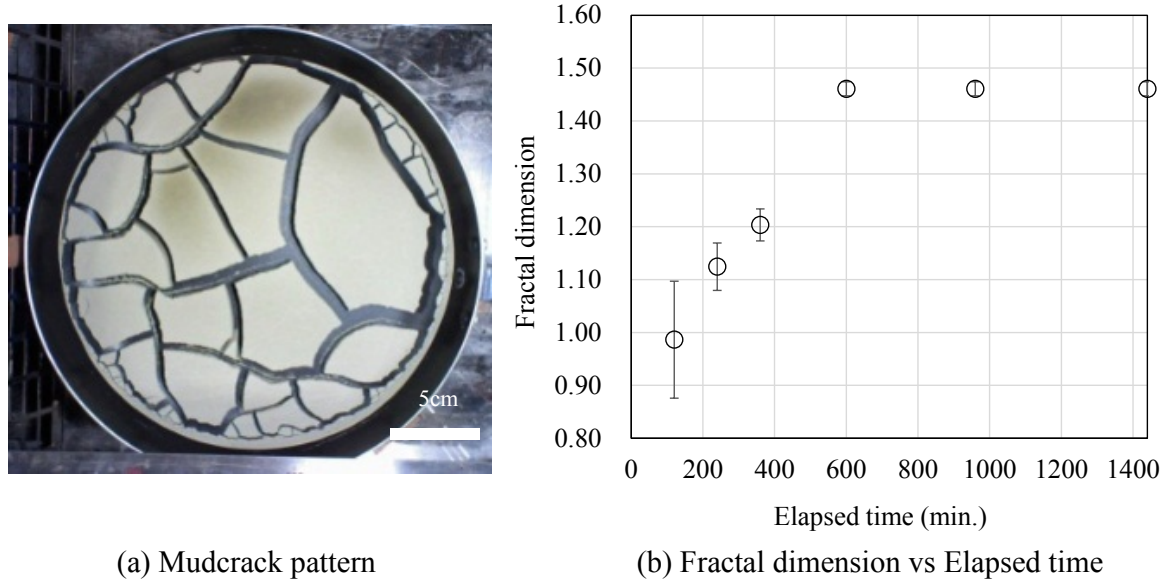 5cm
1.60
1.50
1.40
1.30
1.20
1.10
1.00
0.90
0.80
Fractal dimension
0 200 400 600 800 1000 1200 1400
Elapsed time (min.)
(a) Mudcrack pattern
(b) Fractal dimension vs Elapsed time